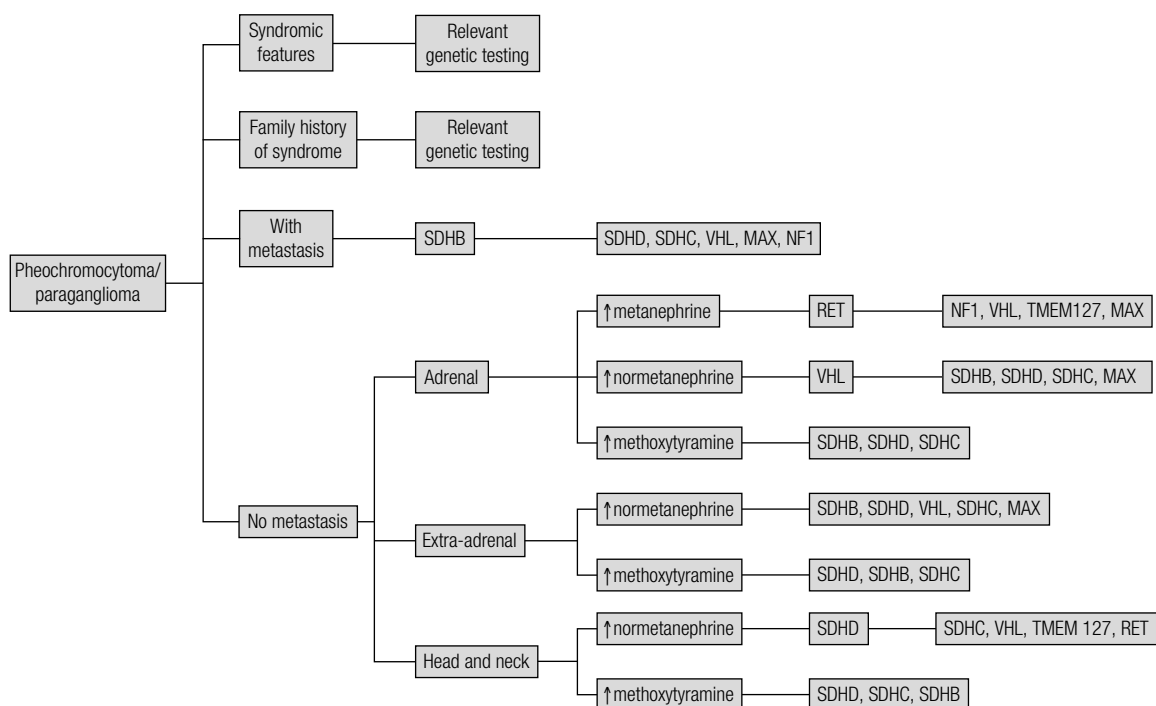 Syndromic
features
Relevant
genetic testing
Family history
of syndrome
Relevant
genetic testing
With
metastasis
SDHB
SDHD, SDHC, VHL, MAX, NF1
Pheochromocytoma/
paraganglioma
↑metanephrine
RET
NF1, VHL, TMEM127, MAX
Adrenal
↑normetanephrine
VHL
SDHB, SDHD, SDHC, MAX
↑methoxytyramine
SDHB, SDHD, SDHC
No metastasis
↑normetanephrine
SDHB, SDHD, VHL, SDHC, MAX
Extra-adrenal
↑methoxytyramine
SDHD, SDHB, SDHC
↑normetanephrine
SDHD
SDHC, VHL, TMEM 127, RET
Head and neck
↑methoxytyramine
SDHD, SDHC, SDHB